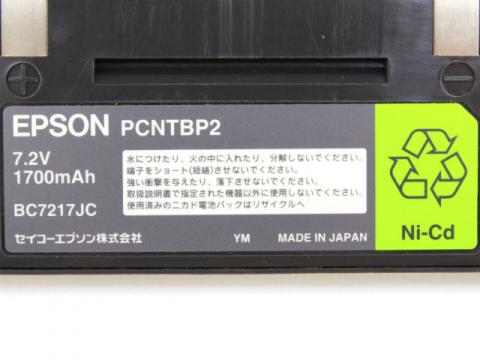 EPSON PCNTBP2
7.2V
1700mAh
BC7217JC
水につけたり、火の中に入れたり、分解しないでください。
端子をショート(短絡)させないでください。
強い衝撃を与えたり、落下させないでください。
取扱説明書で指定された機器以外に使用しないでください。
使用済みのニカド電池パックはリサイクルへ
セイコーエプソン株式会社
YM MADE IN JAPAN
Ni-Cd